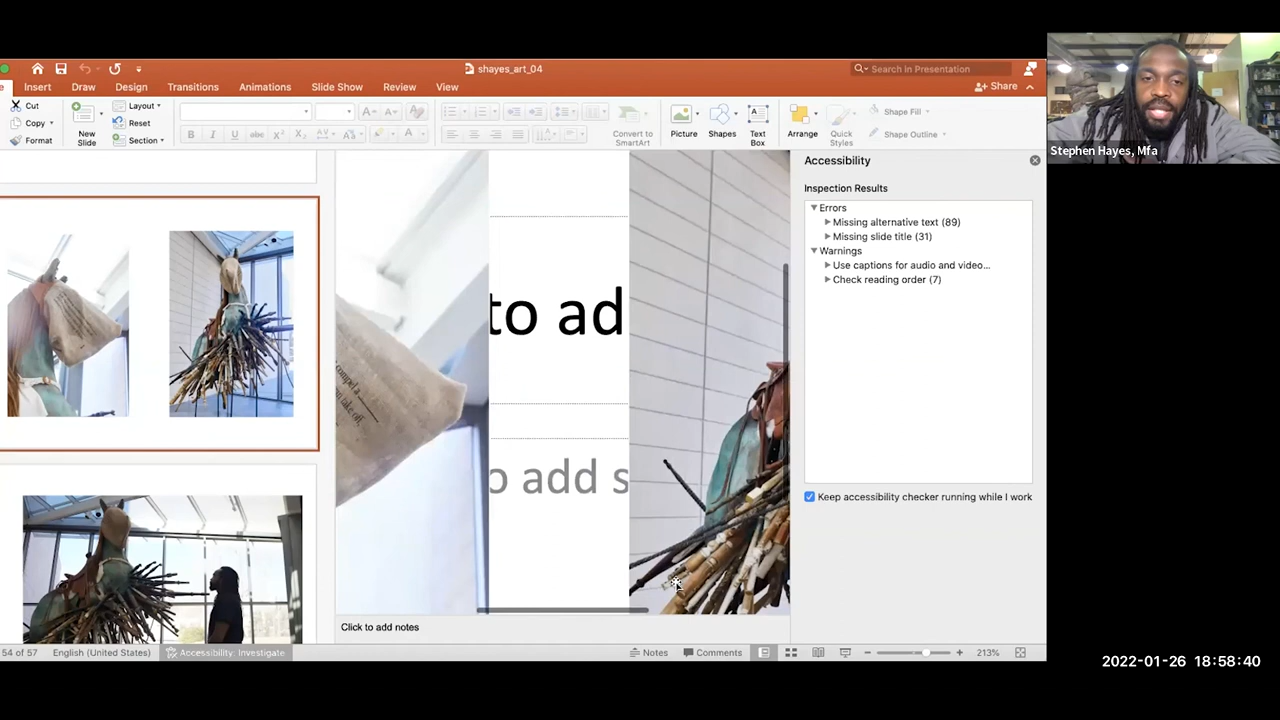 shayes_art_04
Search in Presentation
Insert Draw Design Transitions Animations Slide Show Review View
Share
Cut
Copy
Format
New
Slide
Layout
Reset
Section
Convert to
SmartArt
Picture
Shapes
Text
Box
Arrange
Quick
Styles
Shape Fill
Shape Outline
Stephen Hayes, Mfa
Accessibility
Inspection Results
Errors
Missing alternative text (89)
Missing slide title (31)
Warnings
Use captions for audio and video...
Check reading order (7)
Keep accessibility checker running while I work
to ad
o add s
compel a
you take off.
Click to add notes
54 of 57 English (United States) Accessibility: Investigate
Notes Comments 213%
2022-01-26 18:58:40